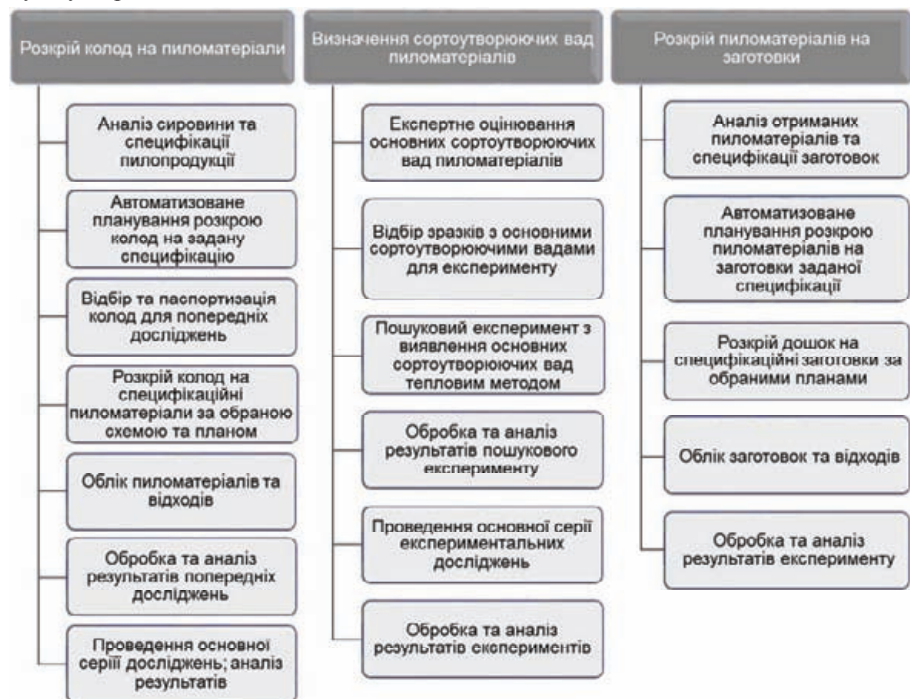 Розкрій колод на пиломатеріали
Аналіз сировини та
специфікації
пилопродукції
Автоматизоване
планування розкрою
колод на задану
специфікацію
Відбір та паспортизація
колод для попередніх
досліджень
Розкрій колод на
специфікаційні
пиломатеріали за обраною
схемою та планом
Облік пиломатеріалів та
відходів
Обробка та аналіз
результатів попередніх
досліджень
Проведення основної
серіїї досліджень; аналіз
результатів
Визначення сортоутворюючих вад
пиломатеріалів
Експертне оцінювання
основних сортоутворюючих
вад пиломатеріалів
Відбір зразків з основними
сортоутворюючими вадами
для експерименту
Пошуковий експеримент з
виявлення основних
сортоутворюючих вад
тепловим методом
Обробка та аналіз
результатів пошукового
експерименту
Проведення основної серії
експериментальних
досліджень
Обробка та аналіз
результатів експериментів
Розкрій пиломатеріалів на
заготовки
Аналіз отриманих
пиломатеріалів та
специфікації заготовок
Автоматизоване
планування розкрою
пиломатеріалів на
заготовки заданої
специфікації
Розкрій дошок на
специфікаційні заготовки за
обраними планами
Облік заготовок та відходів
Обробка та аналіз
результатів експерименту